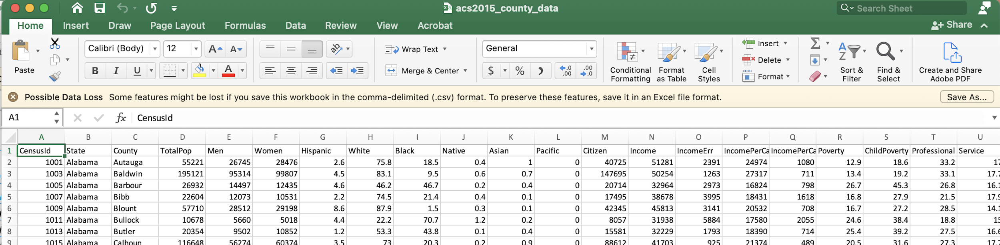 acs2015_county_data
Search Sheet
Home Insert Draw Page Layout Formulas Data Review View Acrobat
Share
Paste
Calibri (Body) 12 A A
B I U A
ab
Wrap Text
Merge & Center
General
$ % .0 .00 .00 .0
Conditional Formatting
Format as Table
Cell Styles
Insert
Delete
Format
Σ
A Z
Sort & Filter
Find & Select
Create and Share Adobe PDF
Possible Data Loss Some features might be lost if you save this workbook in the comma-delimited (.csv) format. To preserve these features, save it in an Excel file format. Save As...
A1 fx CensusId
A B C D E F G H I J K L M N O P Q R S T U
1 CensusId State County TotalPop Men Women Hispanic White Black Native Asian Pacific Citizen Income IncomeErr IncomePerCa IncomePerCa Poverty ChildPoverty Professional Service
2 1001 Alabama Autauga 55221 26745 28476 2.6 75.8 18.5 0.4 1 0 40725 51281 2391 24974 1080 12.9 18.6 33.2 17
3 1003 Alabama Baldwin 195121 95314 99807 4.5 83.1 9.5 0.6 0.7 0 147695 50254 1263 27317 711 13.4 19.2 33.1 17.7
4 1005 Alabama Barbour 26932 14497 12435 4.6 46.2 46.7 0.2 0.4 0 20714 32964 2973 16824 798 26.7 45.3 26.8 16.1
5 1007 Alabama Bibb 22604 12073 10531 2.2 74.5 21.4 0.4 0.1 0 17495 38678 3995 18431 1618 16.8 27.9 21.5 17.9
6 1009 Alabama Blount 57710 28512 29198 8.6 87.9 1.5 0.3 0.1 0 42345 45813 3141 20532 708 16.7 27.2 28.5 14.1
7 1011 Alabama Bullock 10678 5660 5018 4.4 22.2 70.7 1.2 0.2 0 8057 31938 5884 17580 2055 24.6 38.4 18.8 15
8 1013 Alabama Butler 20354 9502 10852 1.2 53.3 43.8 0.1 0.4 0 15581 32229 1793 18390 714 25.4 39.2 27.5 16.6
9 1015 Alabama Calhoun 116648 56274 60374 3.5 73 20.3 0.2 0.9 0 88612 41703 925 21374 489 20.5 31.6 27.3 17.7